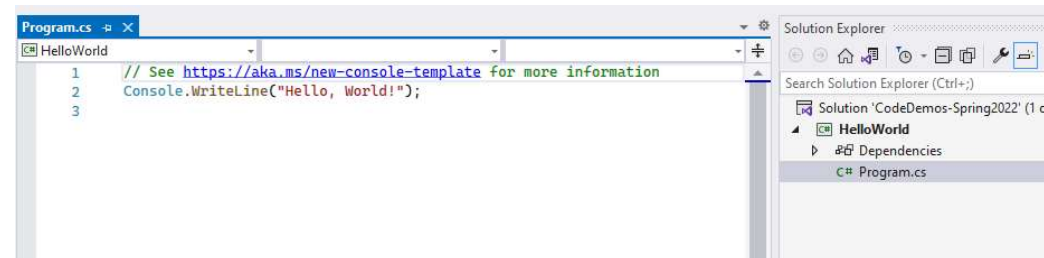 Program.cs
HelloWorld
1 // See https://aka.ms/new-console-template for more information
2 Console.WriteLine("Hello, World!");
3
Solution Explorer
Search Solution Explorer (Ctrl+;)
Solution 'CodeDemos-Spring2022' (1 o
C# HelloWorld
Dependencies
C# Program.cs